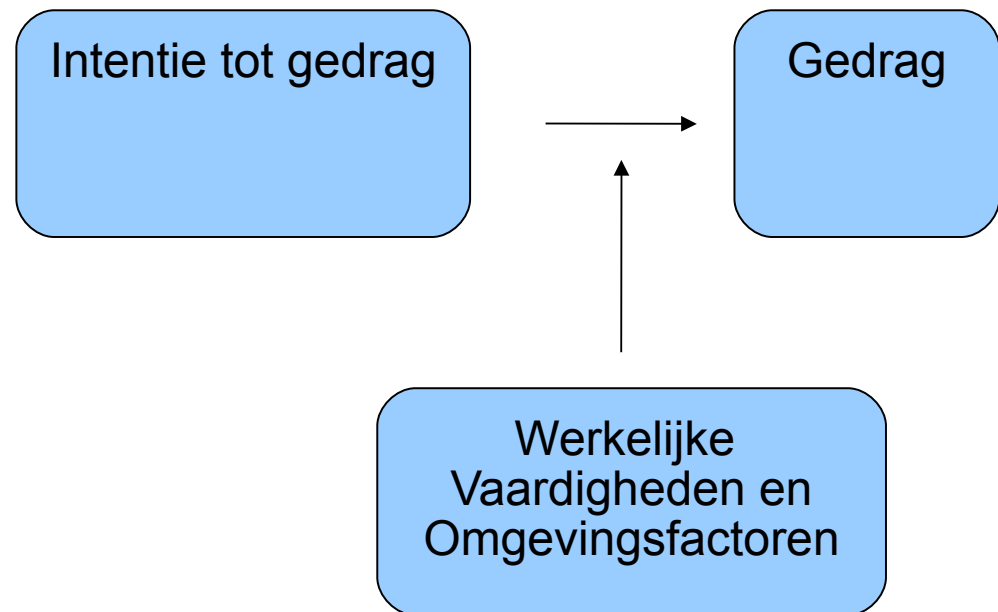 Intentie tot gedrag
Gedrag
Werkelijke
Vaardigheden en
Omgevingsfactoren